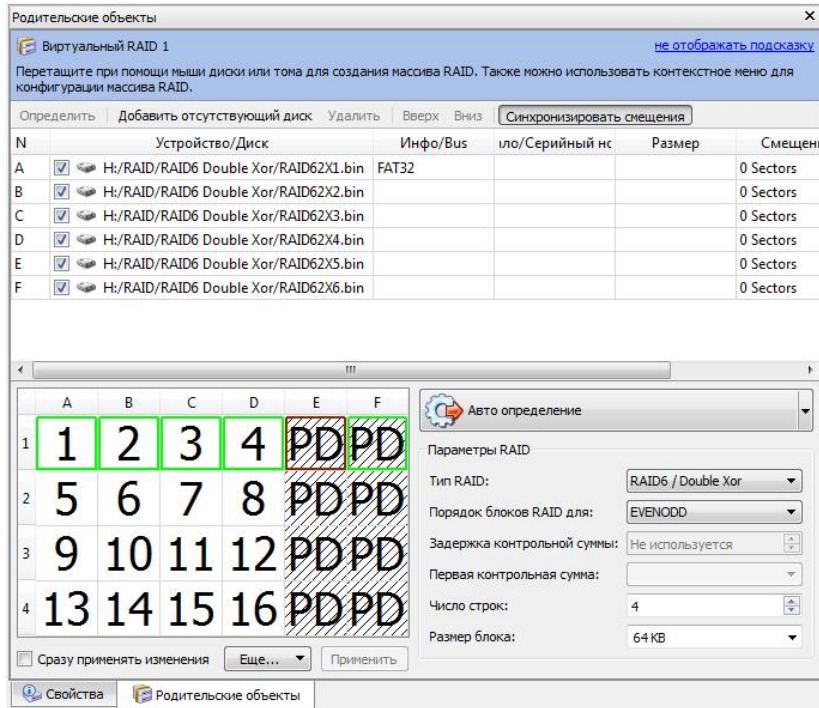 Родительские объекты
Виртуальный RAID 1 не отображать подсказку
Перетащите при помощи мыши диски или тома для создания массива RAID. Также можно использовать контекстное меню для
конфигурации массива RAID.
Определить Добавить отсутствующий диск Удалить Вверх Вниз Синхронизировать смещения
N Устройство/Диск Инфо/Bus ло/Серийный но Размер Смещен
A H:/RAID/RAID6 Double Xor/RAID62X1.bin FAT32 0 Sectors
B H:/RAID/RAID6 Double Xor/RAID62X2.bin 0 Sectors
C H:/RAID/RAID6 Double Xor/RAID62X3.bin 0 Sectors
D H:/RAID/RAID6 Double Xor/RAID62X4.bin 0 Sectors
E H:/RAID/RAID6 Double Xor/RAID62X5.bin 0 Sectors
F H:/RAID/RAID6 Double Xor/RAID62X6.bin 0 Sectors
A B C D E F
1 1 2 3 4 PD PD
2 5 6 7 8 PD PD
3 9 10 11 12 PD PD
4 13 14 15 16 PD PD
Авто определение
Параметры RAID
Тип RAID: RAID6 / Double Xor
Порядок блоков RAID для: EVENODD
Задержка контрольной суммы: Не используется
Первая контрольная сумма:
Число строк: 4
Размер блока: 64 KB
Сразу применять изменения Еще... Применить
Свойства Родительские объекты